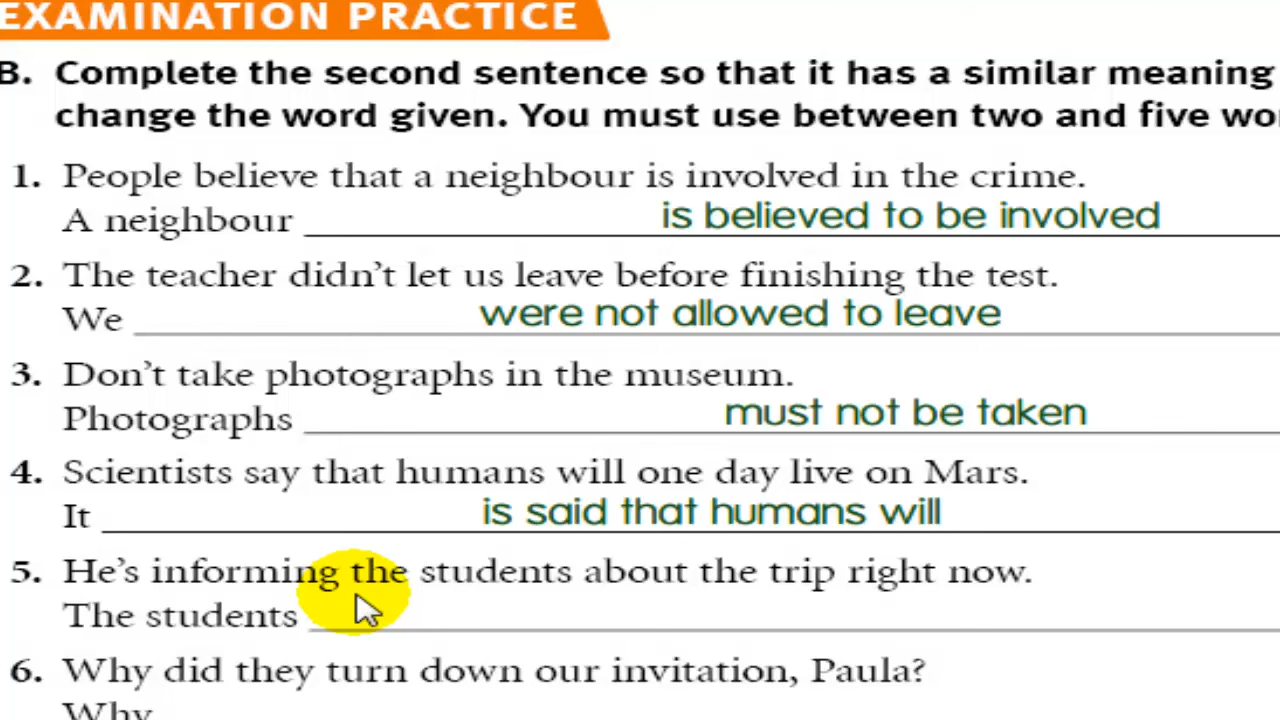 EXAMINATION PRACTICE
B. Complete the second sentence so that it has a similar meaning
change the word given. You must use between two and five wo
1. People believe that a neighbour is involved in the crime.
A neighbour is believed to be involved
2. The teacher didn't let us leave before finishing the test.
We were not allowed to leave
3. Don't take photographs in the museum.
Photographs must not be taken
4. Scientists say that humans will one day live on Mars.
It is said that humans will
5. He's informing the students about the trip right now.
The students
6. Why did they turn down our invitation, Paula?
Why